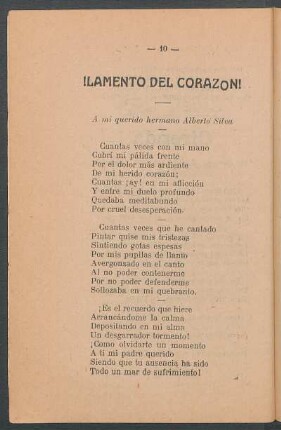 — 10 —
¡LAMENTO DEL CORAZON!
A mi querido hermano Alberto Silva
Cuantas veces con mi mano
Cubrí mi pálida frente
Por el dolor más ardiente
De mi herido corazón;
Cuantas ¡ay! en mi aflicción
Y entre mi duelo profundo
Quedaba meditabundo
Por cruel desesperación.
Cuantas veces que he cantado
Pintar quise mis tristezas
Sintiendo gotas espesas
Por mis pupilas de llanto
Avergonzado en el canto
Al no poder contenerme
Por no poder defenderme
Sollozaba en mi quebranto.
¡Es el recuerdo que hiere
Arrancándome la calma
Depositando en mi alma
Un desgarrador tormento!
¡Como olvidarte un momento
A ti mi padre querido
Siendo que tu ausencia ha sido
Todo un mar de sufrimiento!